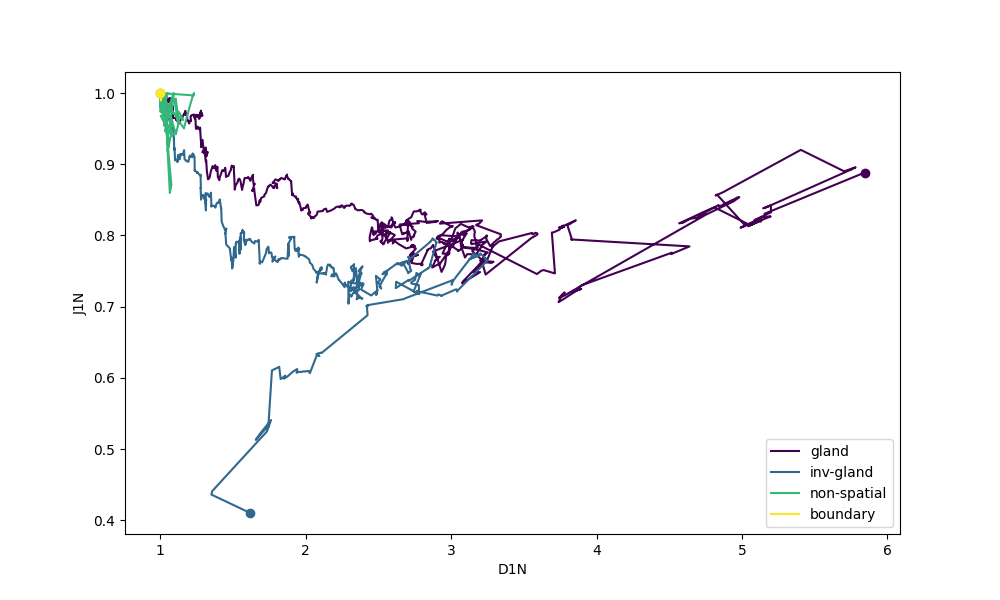 1.0
0.9
0.8
0.7
0.6
0.5
0.4
J1N
1 2 3 4 5 6
D1N
gland
inv-gland
non-spatial
boundary